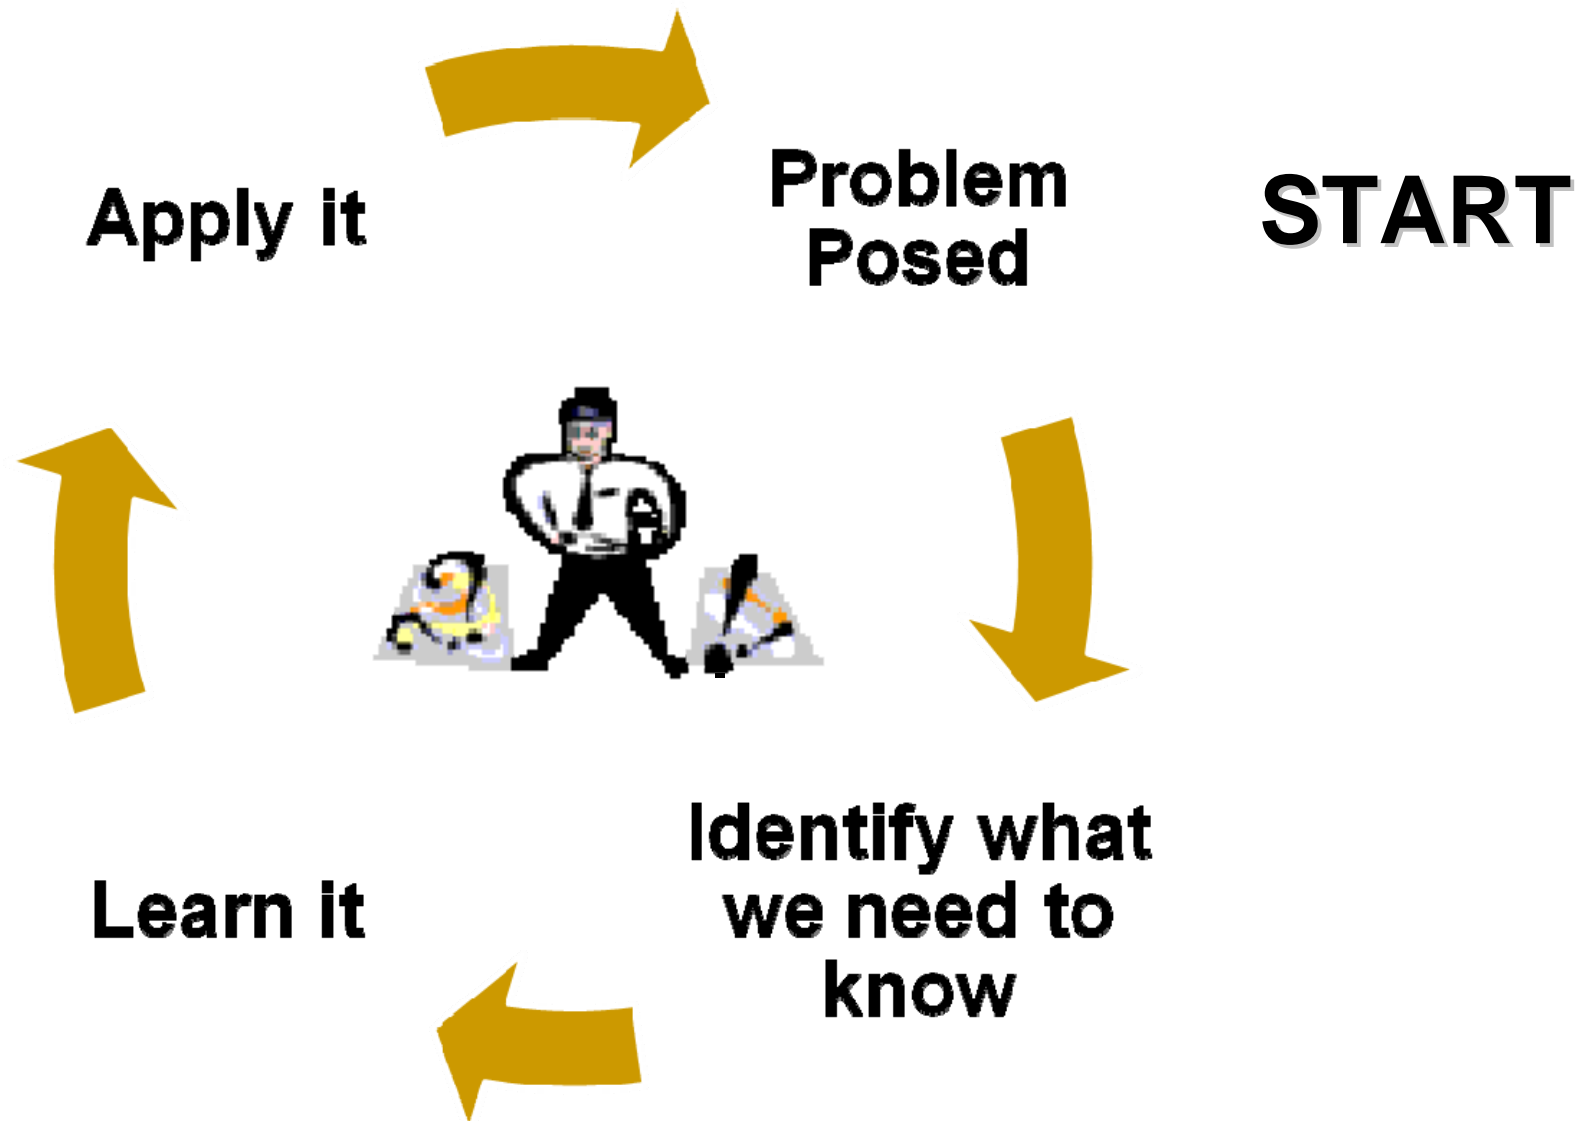 Apply it
Problem
Posed
START
Identify what
we need to
know
Learn it